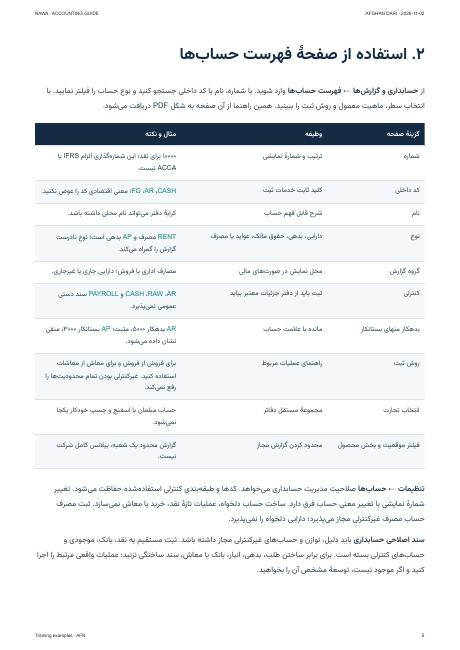 NAWA · ACCOUNTING GUIDE
AFGHAN DARI · 2026-11-02
۲. استفاده از صفحهٔ فهرست حساب‌ها
از حسابداری و گزارش‌ها ← فهرست حساب‌ها وارد شوید. با شماره، نام یا کد داخلی جستجو کنید و نوع حساب را فیلتر نمایید. با
انتخاب سطر، ماهیت معمول و روش ثبت را ببینید. همین راهنما از آن صفحه به شکل PDF دریافت می‌شود.
گزینهٔ صفحه	وظیفه	مثال و نکته
شماره	ترتیب و شمارهٔ نمایشی	۱۰۰۰۰ برای نقد؛ این شماره‌گذاری الزام IFRS یا
ACCA نیست.
کد داخلی	کلید ثابت خدمات ثبت	FG ،AR ،CASH؛ معنی اقتصادی کد را عوض نکنید.
نام	شرح قابل فهم حساب	کرایهٔ دفتر می‌تواند نام محلی داشته باشد.
نوع	دارایی، بدهی، حقوق مالک، عواید یا مصرف	RENT مصرف و AP بدهی است؛ نوع نادرست
گزارش را گمراه می‌کند.
گروه گزارش	محل نمایش در صورت‌های مالی	مصارف اداری یا فروش؛ دارایی جاری یا غیرجاری.
کنترلی	ثبت باید از دفتر جزئیات معتبر بیاید	CASH ،RAW ،AR و PAYROLL سند دستی
عمومی نمی‌پذیرد.
بدهکار منهای بستانکار	مانده با علامت حساب	AR بدهکار ۵۰۰۰، مثبت؛ AP بستانکار ۳۰۰۰، منفی
نشان داده می‌شود.
روش ثبت	راهنمای عملیات مربوط	برای فروش از فروش و برای معاش از معاشات
استفاده کنید. غیرکنترلی بودن تمام محدودیت‌ها را
رفع نمی‌کند.
انتخاب تجارت	مجموعهٔ مستقل دفاتر	حساب مبلمان با اسفنج و چسب خودکار یکجا
نمی‌شود.
فیلتر موقعیت و بخش محصول	محدود کردن گزارش مجاز	گزارش محدود یک شعبه، بیلانس کامل شرکت
نیست.
تنظیمات ← حساب‌ها صلاحیت مدیریت حسابداری می‌خواهد. کدها و طبقه‌بندی کنترلی استفاده‌شده حفاظت می‌شود. تغییر
شمارهٔ نمایشی با تغییر معنی حساب فرق دارد. ساخت حساب دلخواه، عملیات تازهٔ نقد، خرید یا معاش نمی‌سازد. ثبت مصرف
حساب مصرف غیرکنترلی مجاز می‌پذیرد؛ دارایی دلخواه را نمی‌پذیرد.
سند اصلاحی حسابداری باید دلیل، توازن و حساب‌های غیرکنترلی مجاز داشته باشد. ثبت مستقیم به نقد، بانک، موجودی و
حساب‌های کنترلی بسته است. برای برابر ساختن طلب، بدهی، انبار، بانک یا معاش، سند ساختگی نزنید؛ عملیات واقعی مرتبط را اجرا
کنید و اگر موجود نیست، توسعهٔ مشخص آن را بخواهید.
Training examples · AFN